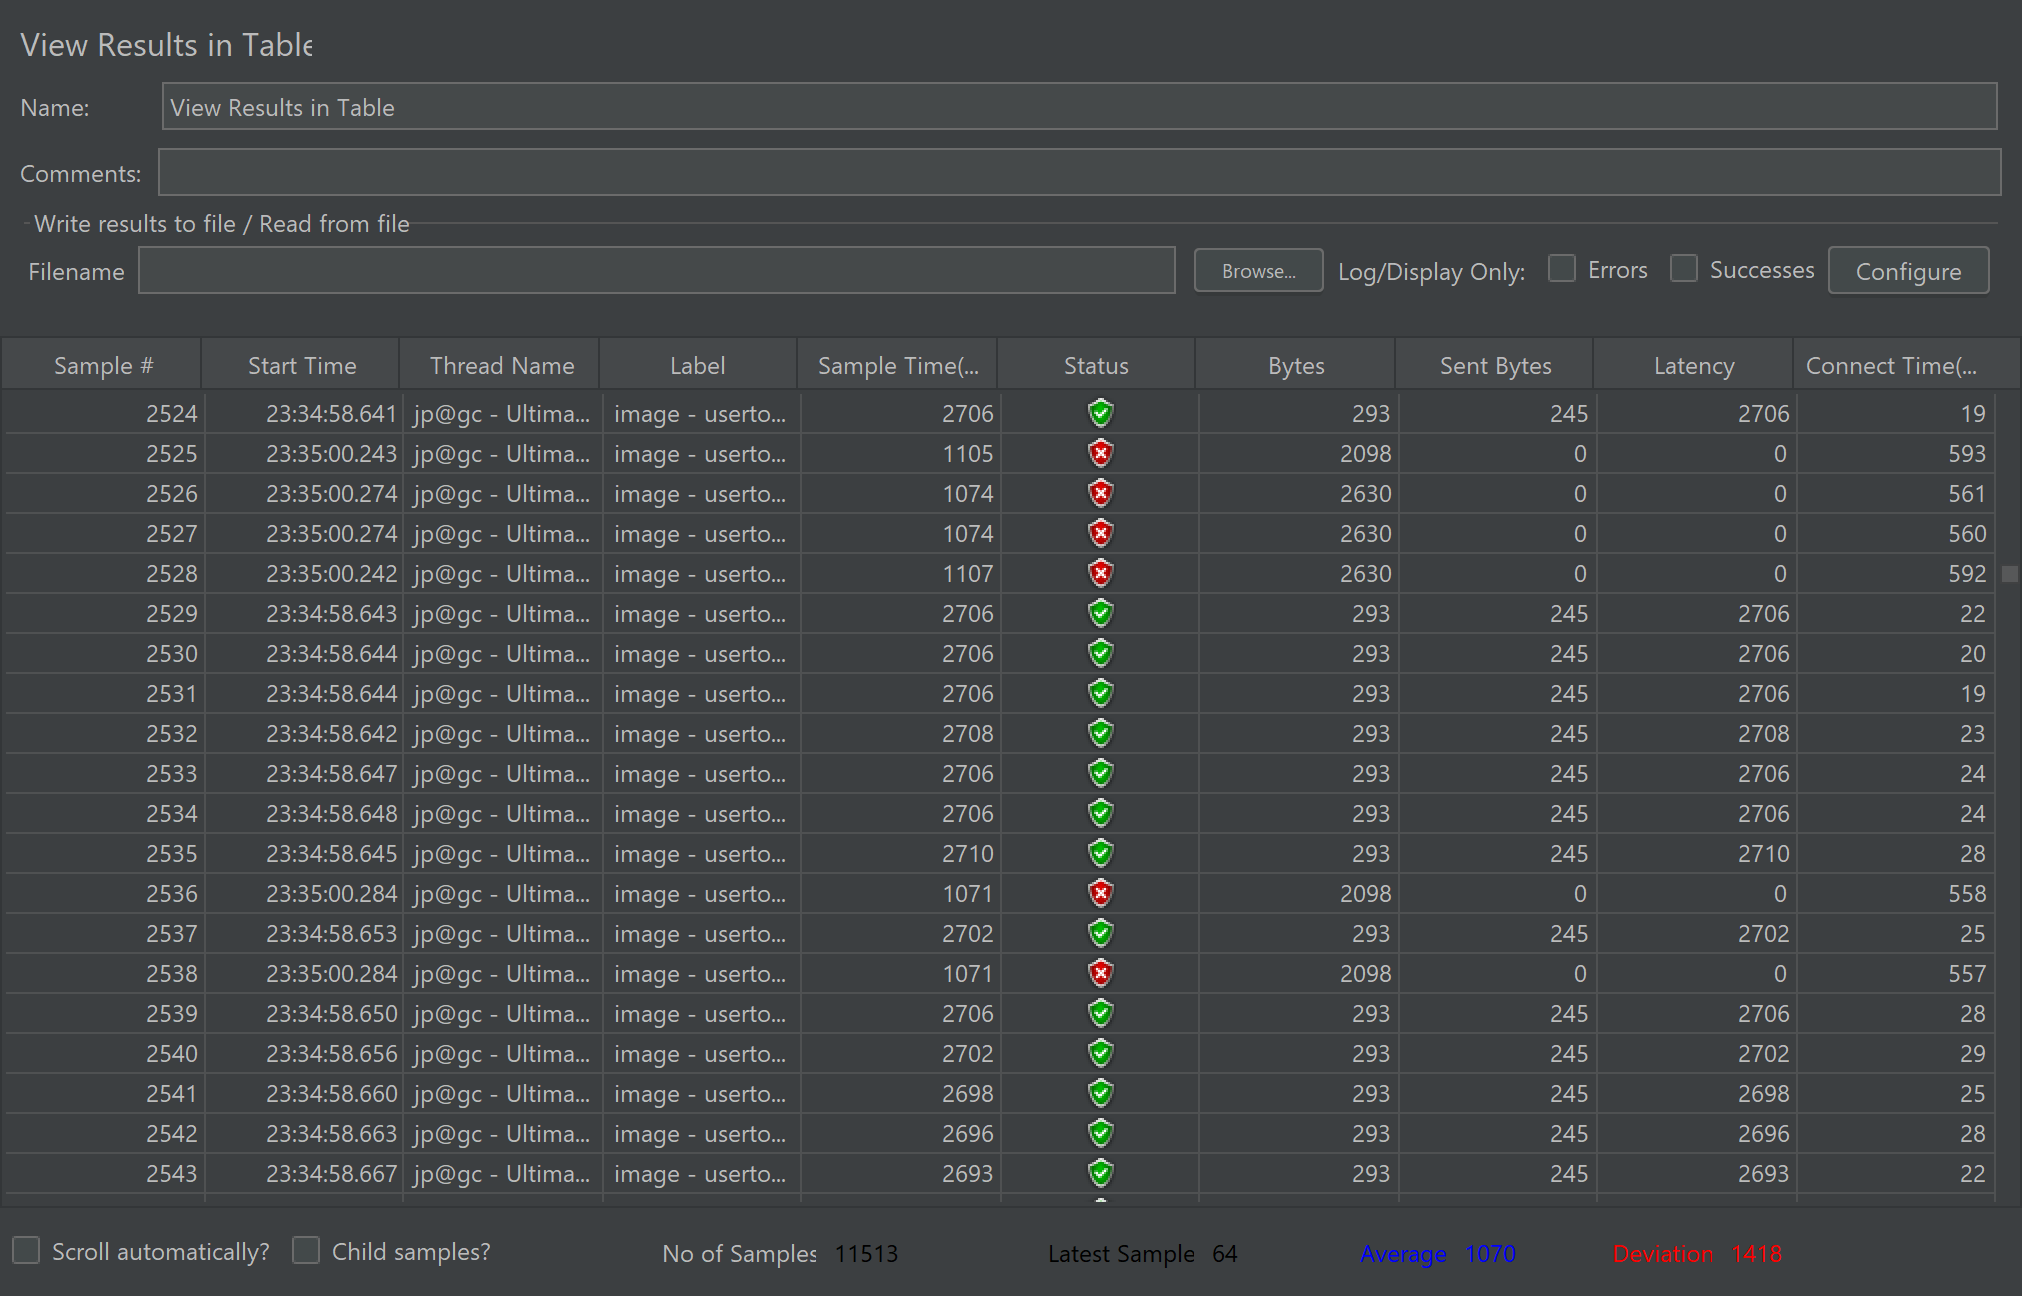 View Results in Table
Name: View Results in Table
Comments:
Write results to file / Read from file
Filename Browse... Log/Display Only: Errors Successes Configure
Sample # Start Time Thread Name Label Sample Time(... Status Bytes Sent Bytes Latency Connect Time(...
2524 23:34:58.641 jp@gc - Ultima... image - userto... 2706 293 245 2706 19
2525 23:35:00.243 jp@gc - Ultima... image - userto... 1105 2098 0 0 593
2526 23:35:00.274 jp@gc - Ultima... image - userto... 1074 2630 0 0 561
2527 23:35:00.274 jp@gc - Ultima... image - userto... 1074 2630 0 0 560
2528 23:35:00.242 jp@gc - Ultima... image - userto... 1107 2630 0 0 592
2529 23:34:58.643 jp@gc - Ultima... image - userto... 2706 293 245 2706 22
2530 23:34:58.644 jp@gc - Ultima... image - userto... 2706 293 245 2706 20
2531 23:34:58.644 jp@gc - Ultima... image - userto... 2706 293 245 2706 19
2532 23:34:58.642 jp@gc - Ultima... image - userto... 2708 293 245 2708 23
2533 23:34:58.647 jp@gc - Ultima... image - userto... 2706 293 245 2706 24
2534 23:34:58.648 jp@gc - Ultima... image - userto... 2706 293 245 2706 24
2535 23:34:58.645 jp@gc - Ultima... image - userto... 2710 293 245 2710 28
2536 23:35:00.284 jp@gc - Ultima... image - userto... 1071 2098 0 0 558
2537 23:34:58.653 jp@gc - Ultima... image - userto... 2702 293 245 2702 25
2538 23:35:00.284 jp@gc - Ultima... image - userto... 1071 2098 0 0 557
2539 23:34:58.650 jp@gc - Ultima... image - userto... 2706 293 245 2706 28
2540 23:34:58.656 jp@gc - Ultima... image - userto... 2702 293 245 2702 29
2541 23:34:58.660 jp@gc - Ultima... image - userto... 2698 293 245 2698 25
2542 23:34:58.663 jp@gc - Ultima... image - userto... 2696 293 245 2696 28
2543 23:34:58.667 jp@gc - Ultima... image - userto... 2693 293 245 2693 22
Scroll automatically? Child samples? No of Samples 11513 Latest Sample 64 Average 1070 Deviation 1418